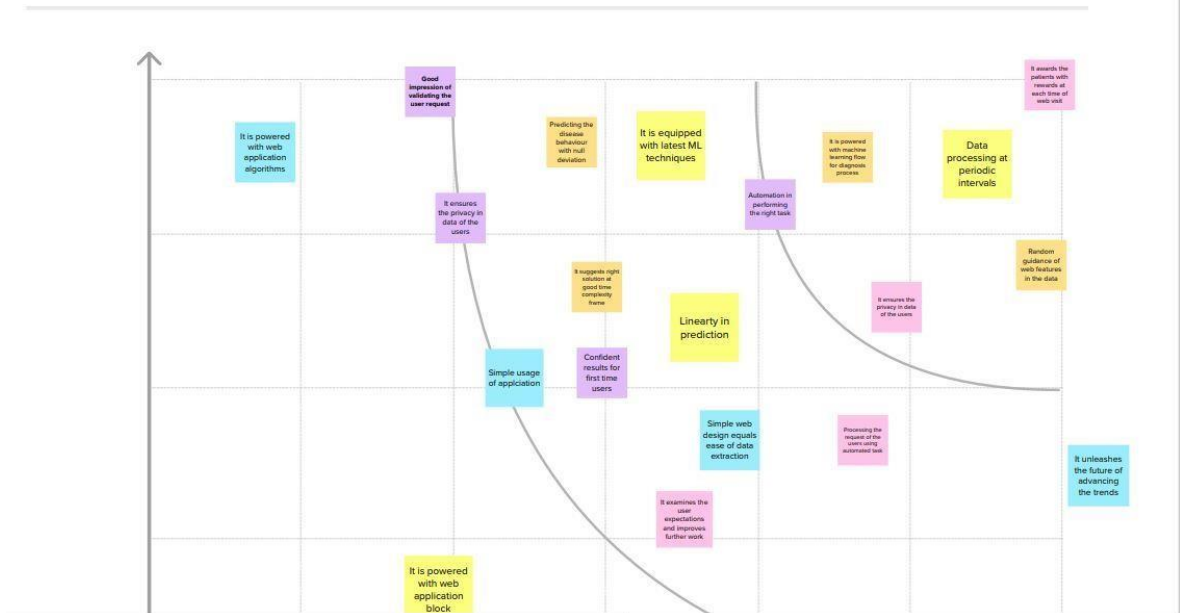 It awards the
patients with
rewards at
each time of
web visit
Good
impression of
validating the
user request
It is powered
with web
application
algorithms
Predicting the
disease
behaviour
with null
deviation
It is equipped
with latest ML
techniques
It is powered
with machine
learning flow
for diagnosis
process
Data
processing at
periodic
intervals
It ensures
the privacy in
data of the
users
Automation in
performing
the right task
It suggests right
solution at
good time
complexity
frame
Random
guidance of
web features
in the data
It ensures the
privacy in data
of the users
Linearty in
prediction
Simple usage
of applciation
Confident
results for
first time
users
Simple web
design equals
ease of data
extraction
Processing the
request of the
users using
automated task
It unleashes
the future of
advancing
the trends
It examines the
user
expectations
and improves
further work
It is powered
with web
application
block